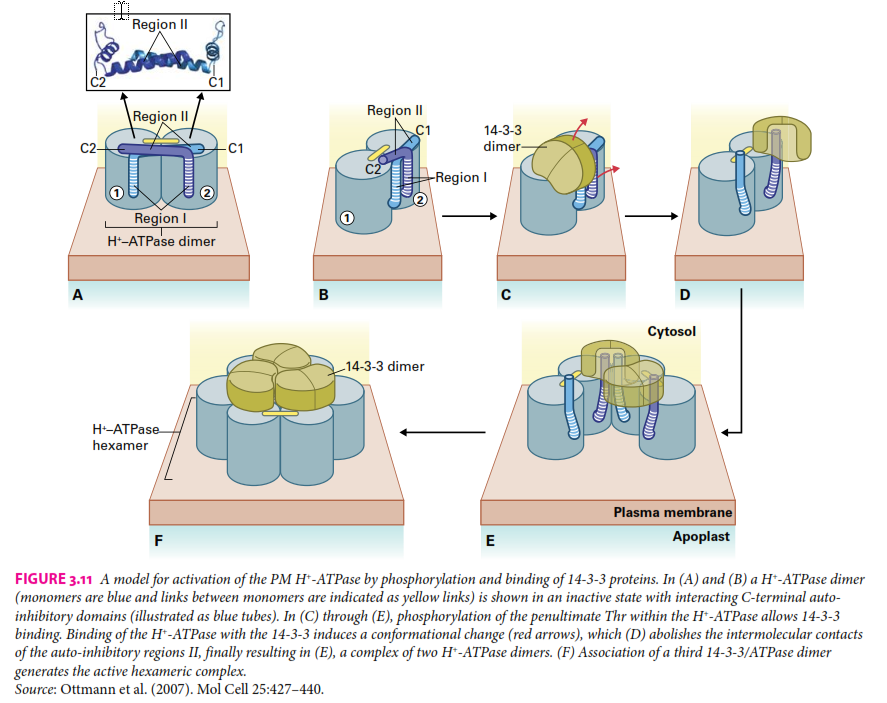 Region II
C2
C1
Region II
C2
C1
1
2
Region I
H⁺–ATPase dimer
A
Region II
C1
C2
Region I
1
2
B
14-3-3
dimer
C
D
Cytosol
Plasma membrane
Apoplast
E
14-3-3 dimer
H⁺–ATPase
hexamer
F
FIGURE 3.11 A model for activation of the PM H⁺-ATPase by phosphorylation and binding of 14-3-3 proteins. In (A) and (B) a H⁺-ATPase dimer
(monomers are blue and links between monomers are indicated as yellow links) is shown in an inactive state with interacting C-terminal auto-
inhibitory domains (illustrated as blue tubes). In (C) through (E), phosphorylation of the penultimate Thr within the H⁺-ATPase allows 14-3-3
binding. Binding of the H⁺-ATPase with the 14-3-3 induces a conformational change (red arrows), which (D) abolishes the intermolecular contacts
of the auto-inhibitory regions II, finally resulting in (E), a complex of two H⁺-ATPase dimers. (F) Association of a third 14-3-3/ATPase dimer
generates the active hexameric complex.
Source: Ottmann et al. (2007). Mol Cell 25:427–440.